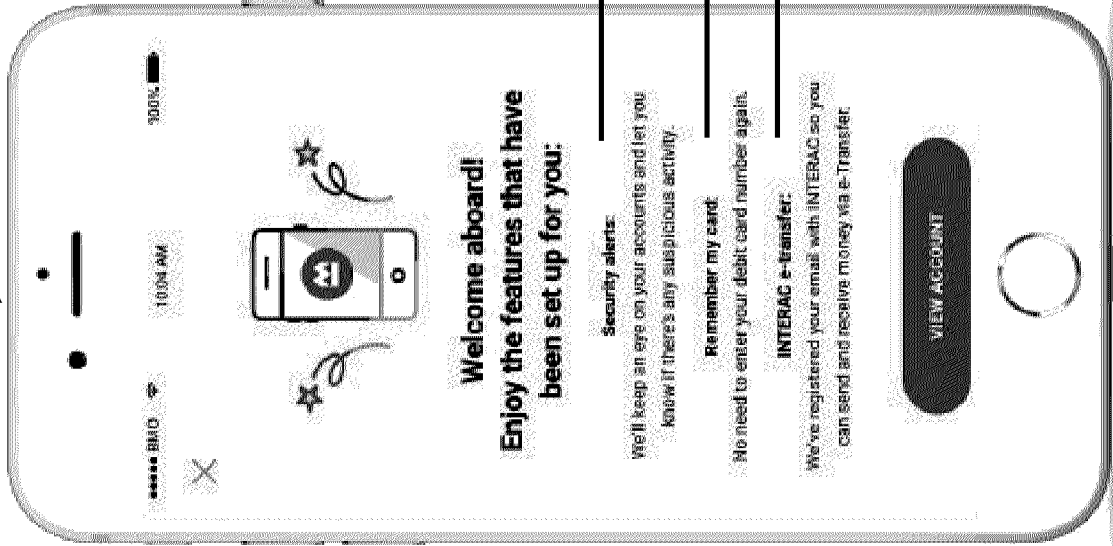 BMO 10:04 AM 100%
Welcome aboard!
Enjoy the features that have
been set up for you:
Security alerts:
We'll keep an eye on your accounts and let you
know if there's any suspicious activity.
Remember my card:
No need to enter your debit card number again.
INTERAC e-transfer:
We've registered your email with INTERAC so you
can send and receive money via e-Transfer.
VIEW ACCOUNT